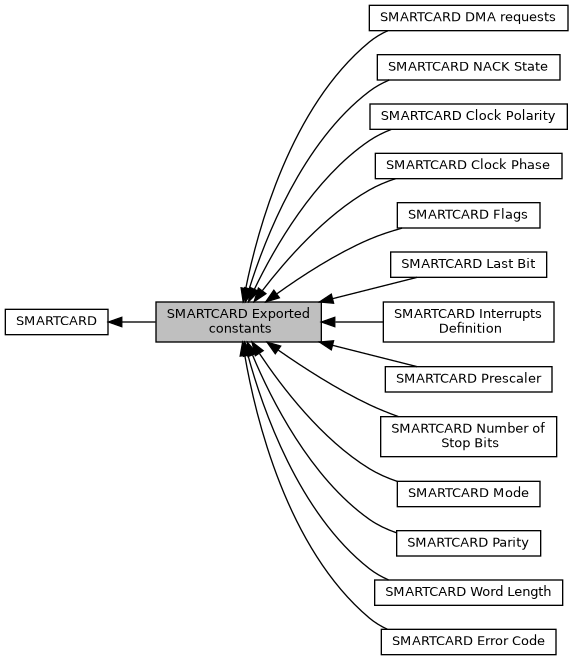 SMARTCARD DMA requests
SMARTCARD NACK State
SMARTCARD Clock Polarity
SMARTCARD Clock Phase
SMARTCARD Flags
SMARTCARD Last Bit
SMARTCARD
SMARTCARD Exported
constants
SMARTCARD Interrupts
Definition
SMARTCARD Prescaler
SMARTCARD Number of
Stop Bits
SMARTCARD Mode
SMARTCARD Parity
SMARTCARD Word Length
SMARTCARD Error Code